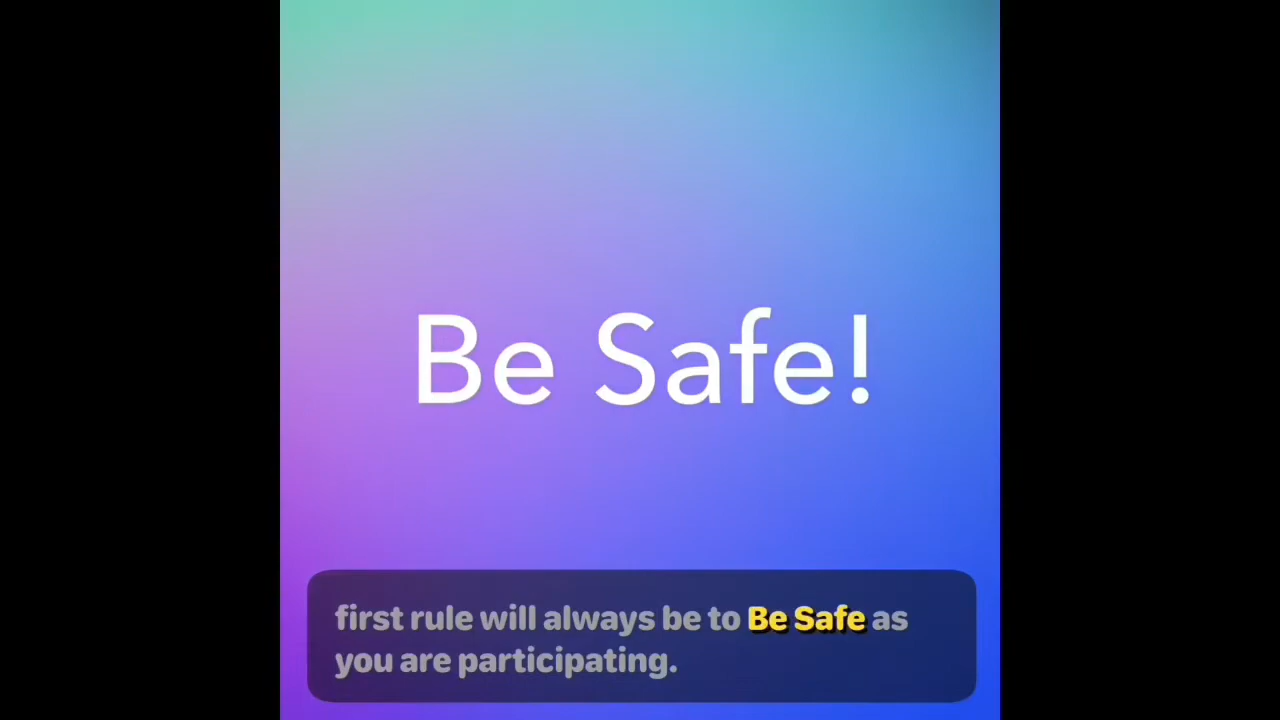 Be Safe!
first rule will always be to Be Safe as
you are participating.